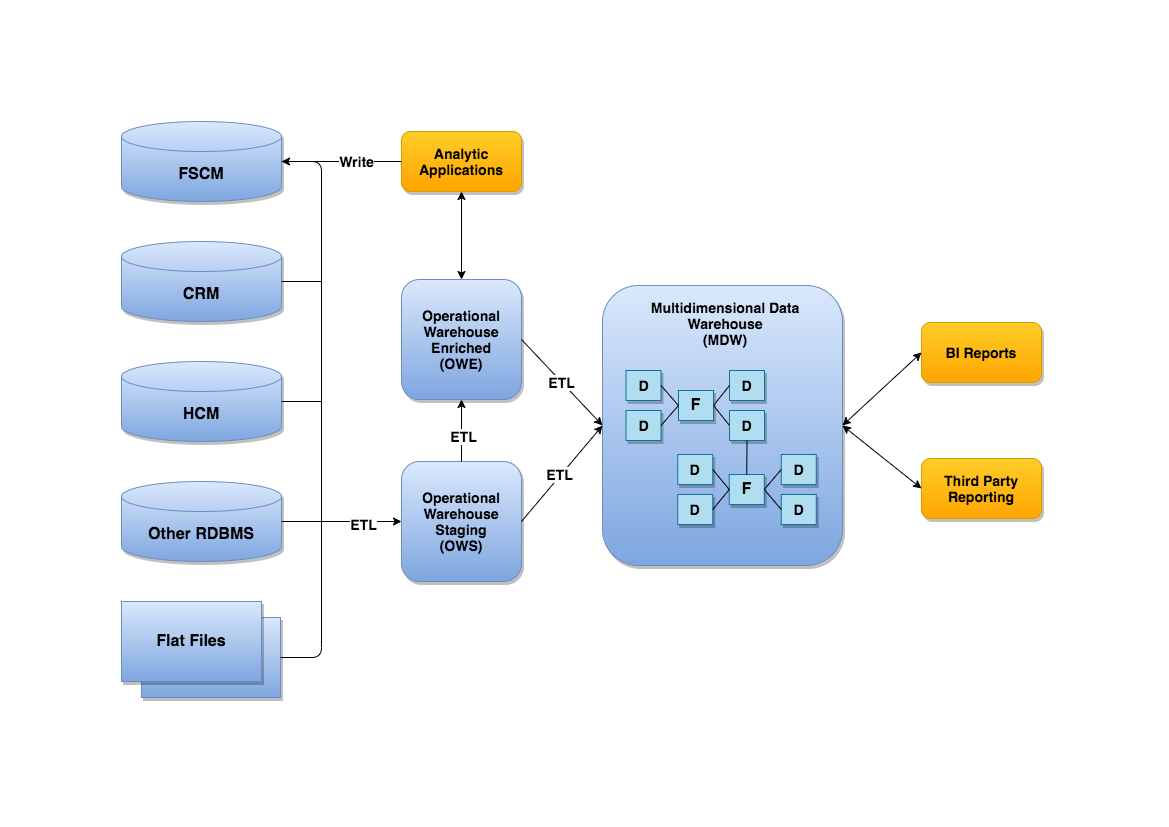 FSCM
Write
Analytic
Applications
CRM
HCM
Other RDBMS
Flat Files
ETL
Operational
Warehouse
Enriched
(OWE)
ETL
Operational
Warehouse
Staging
(OWS)
ETL
ETL
Multidimensional Data
Warehouse
(MDW)
D
D
F
D
D
D
D
F
D
D
BI Reports
Third Party
Reporting